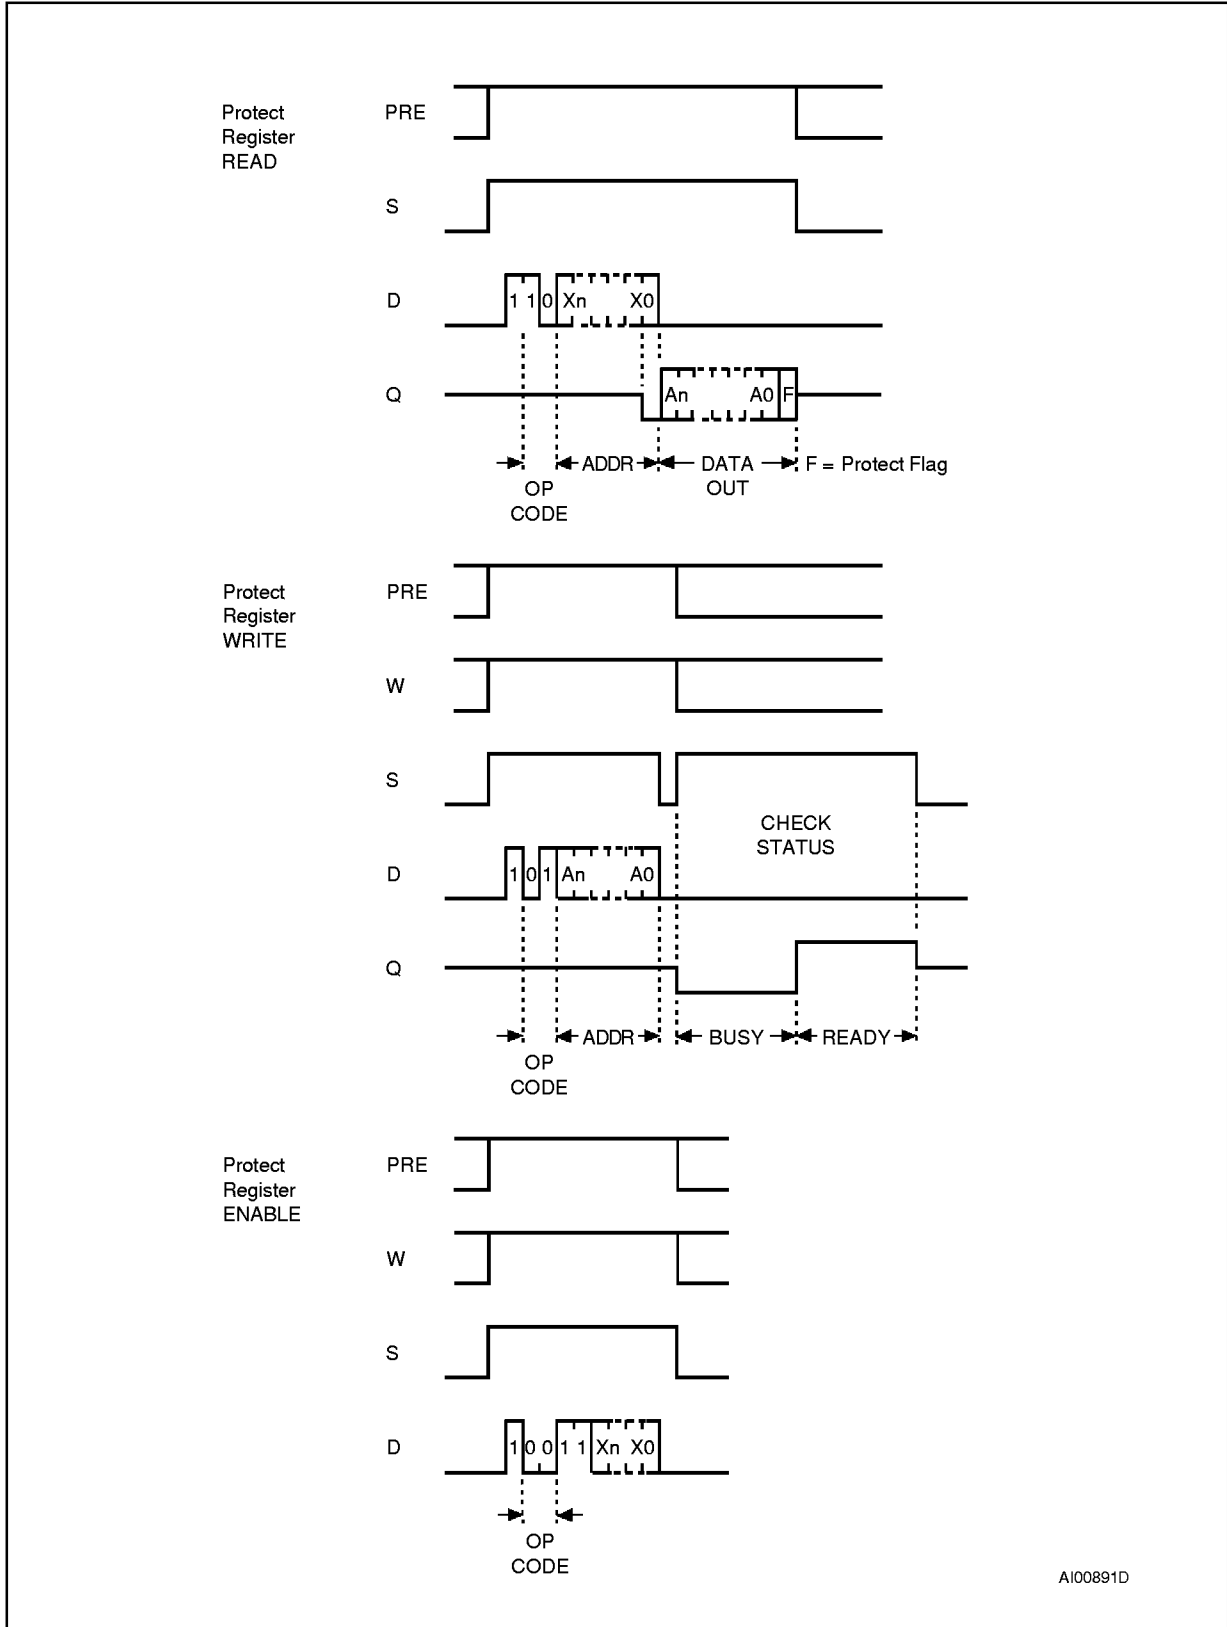 Protect
Register
READ
PRE
S
D
1 1 0 Xn X0
Q
An A0 F
ADDR DATA OUT F = Protect Flag
OP
CODE
Protect
Register
WRITE
PRE
W
S
CHECK
STATUS
D
1 0 1 An A0
Q
ADDR BUSY READY
OP
CODE
Protect
Register
ENABLE
PRE
W
S
D
1 0 0 1 1 Xn X0
OP
CODE
AI00891D